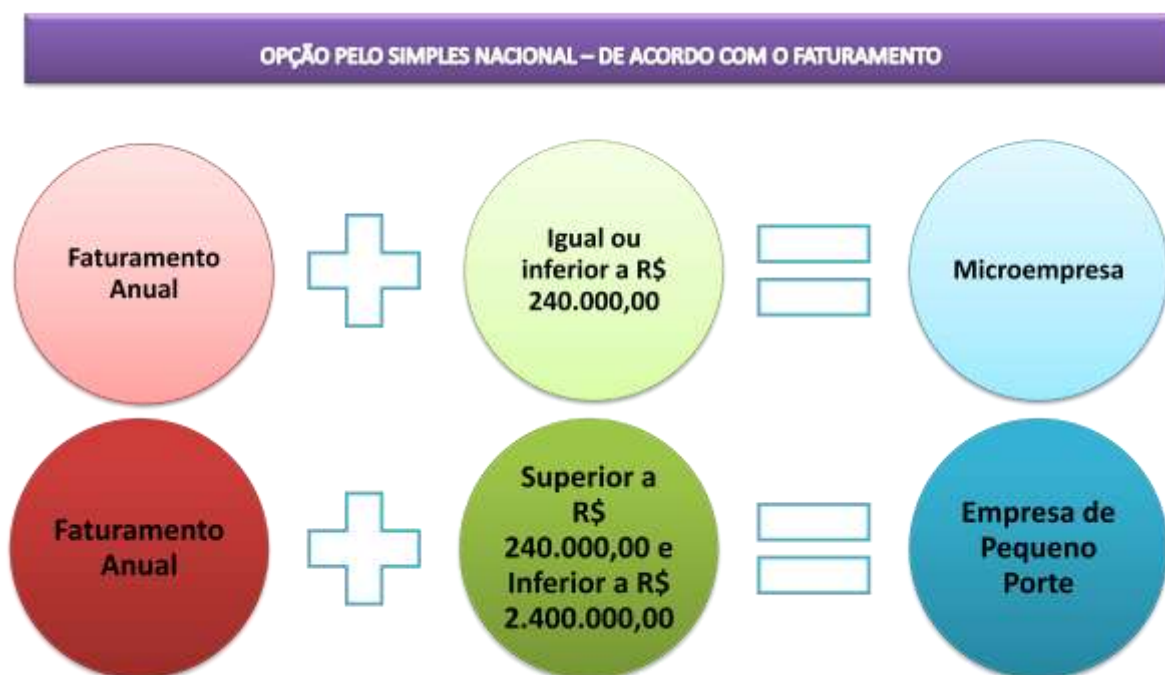 OPÇÃO PELO SIMPLES NACIONAL – DE ACORDO COM O FATURAMENTO
Faturamento
Anual
Igual ou
inferior a R$
240.000,00
Microempresa
Faturamento
Anual
Superior a
R$
240.000,00 e
Inferior a R$
2.400.000,00
Empresa de
Pequeno
Porte